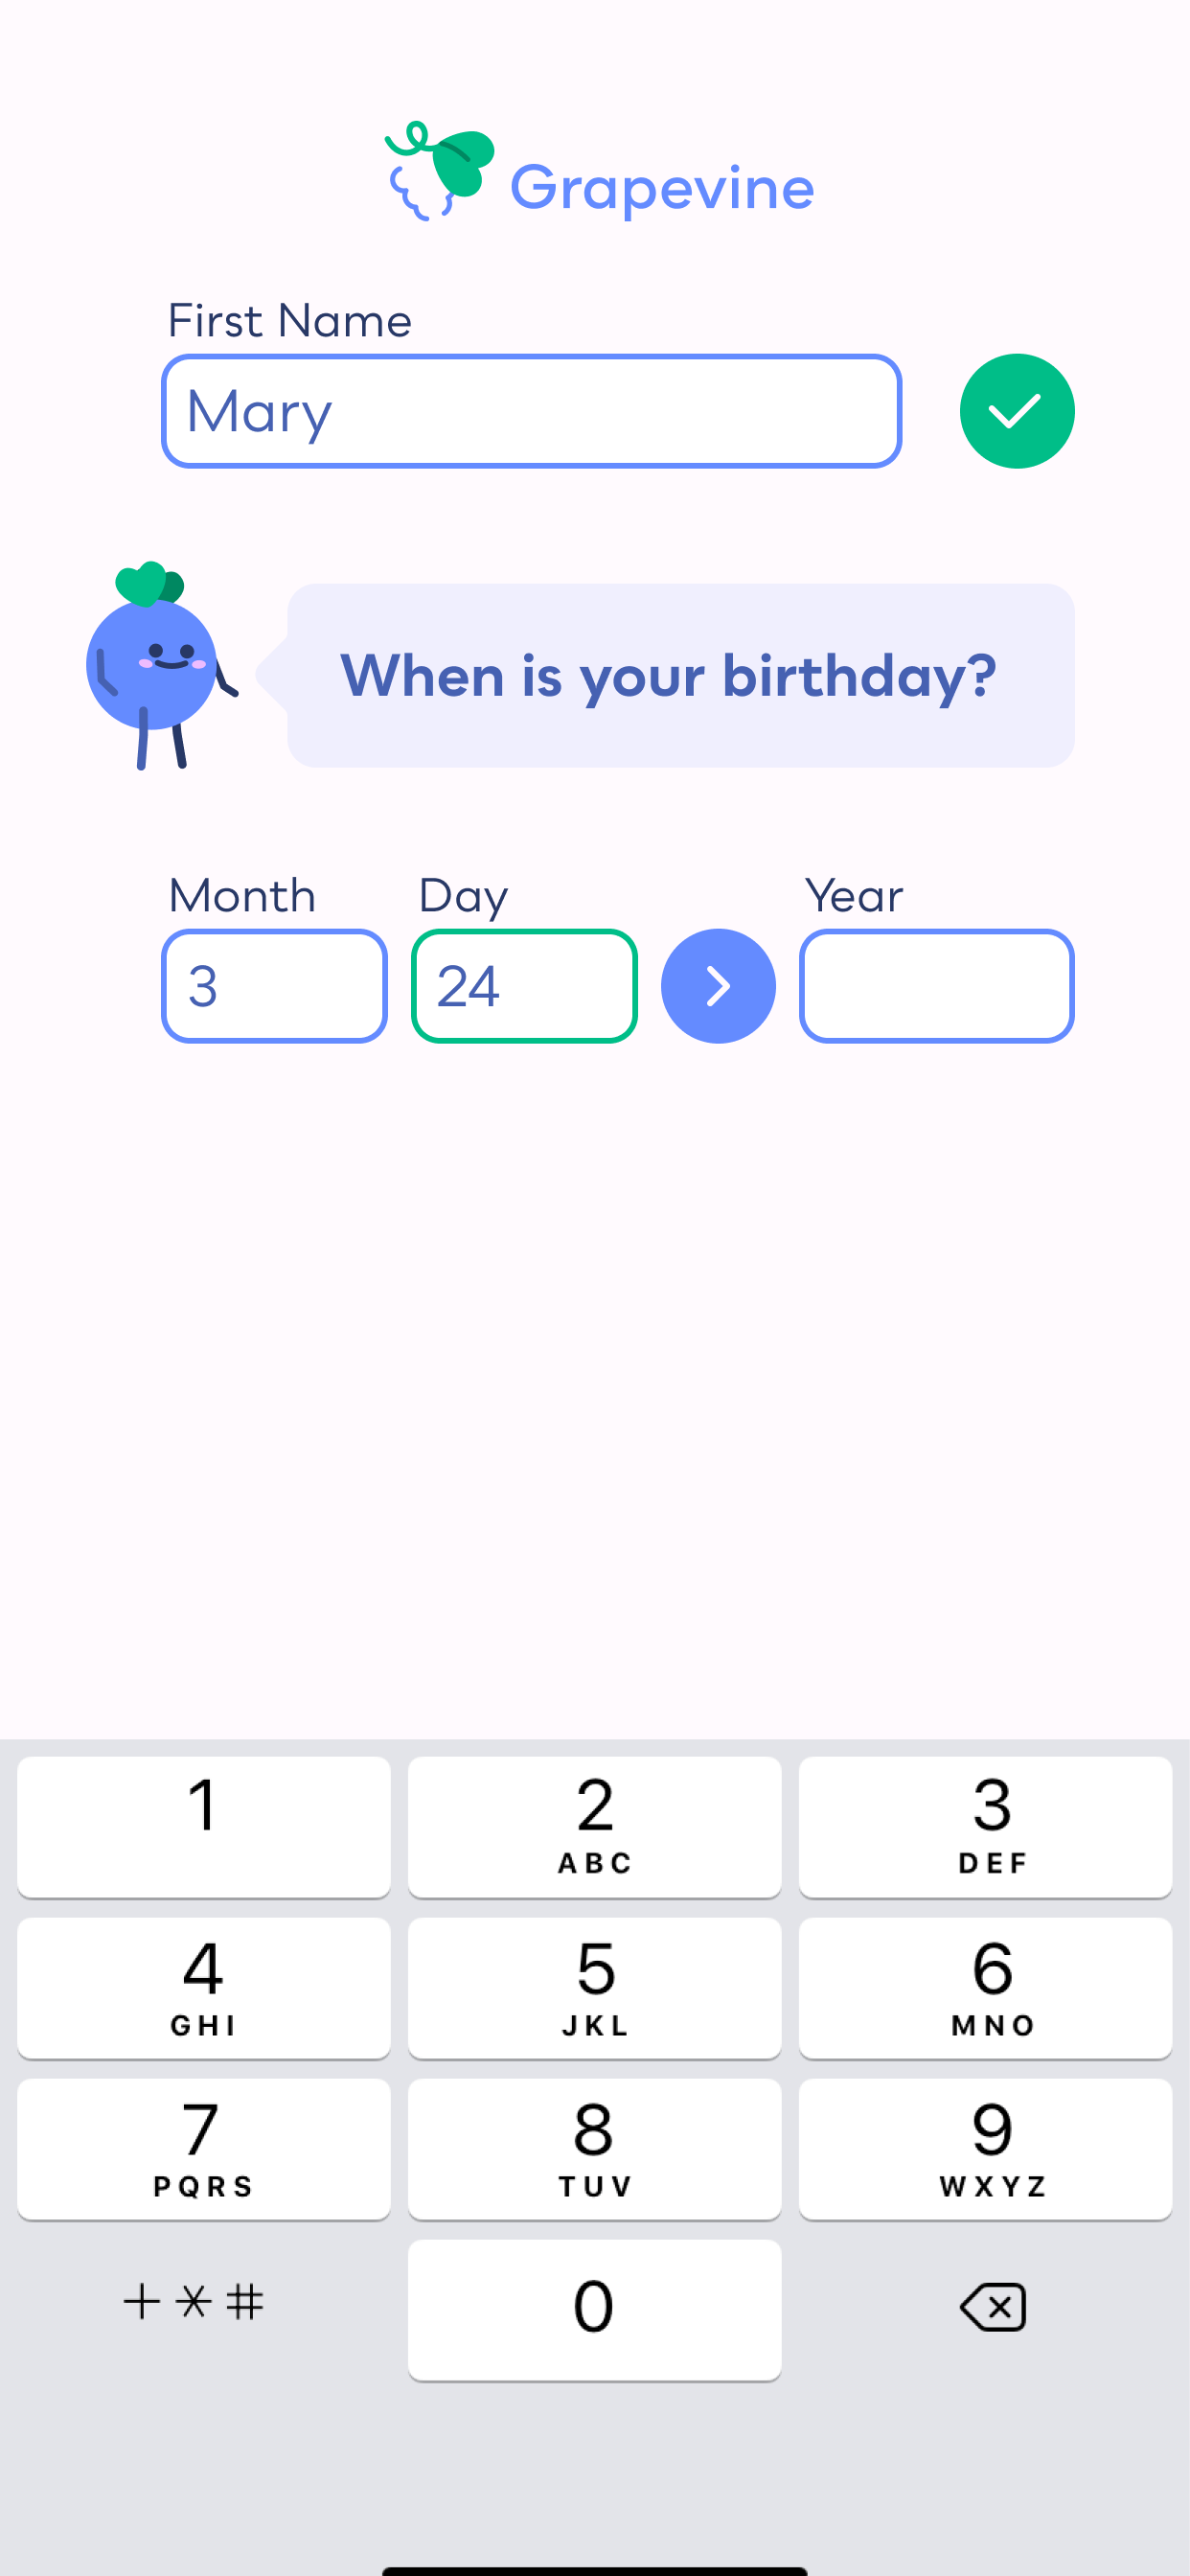 Grapevine
First Name
Mary
When is your birthday?
Month Day Year
3 24
1 2 3
ABC DEF
4 5 6
GHI JKL MNO
7 8 9
PQRS TUV WXYZ
+*# 0